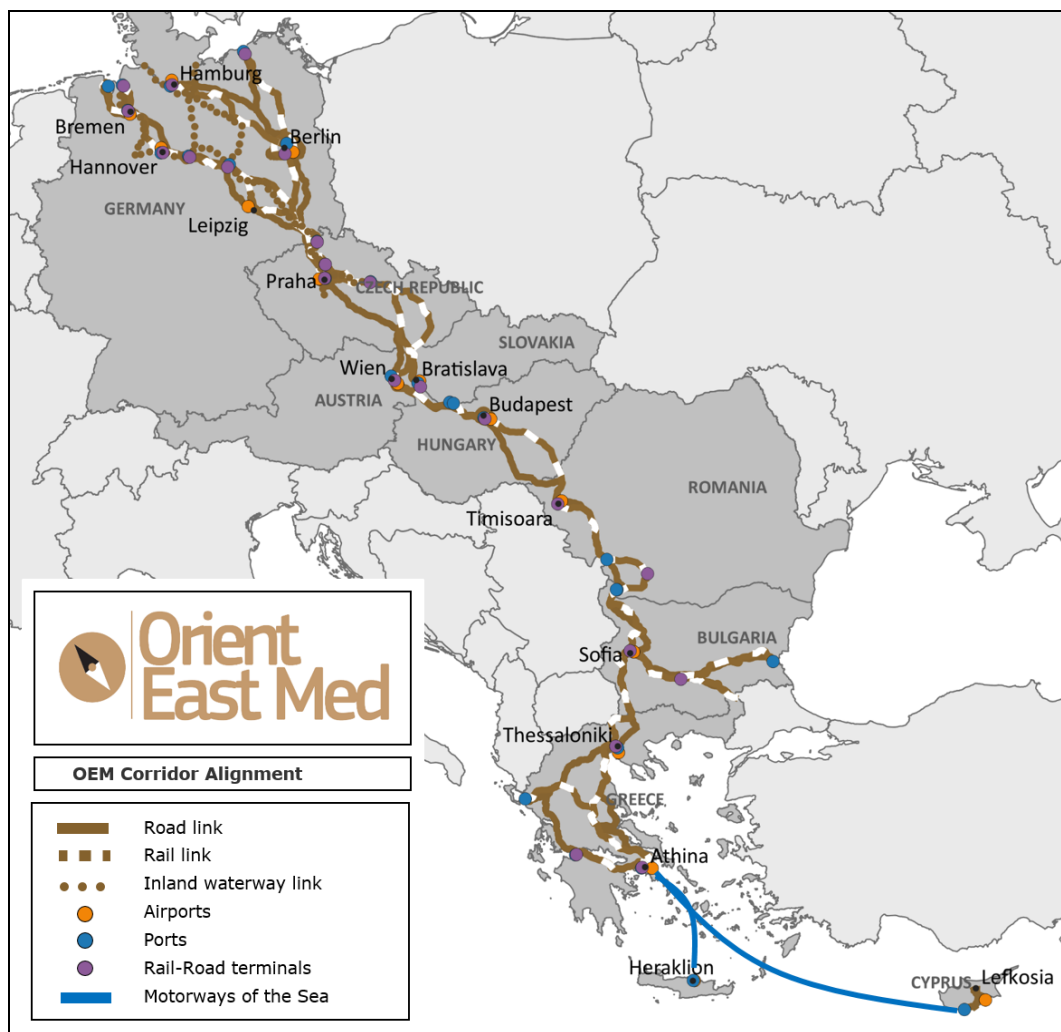 Hamburg
Bremen
Berlin
Hannover
GERMANY
Leipzig
Praha
CZECH REPUBLIC
SLOVAKIA
Wien
Bratislava
AUSTRIA
Budapest
HUNGARY
ROMANIA
Timisoara
BULGARIA
Sofia
Thessaloniki
GREECE
Athina
Heraklion
CYPRUS
Lefkosia
Orient
East Med
OEM Corridor Alignment
Road link
Rail link
Inland waterway link
Airports
Ports
Rail-Road terminals
Motorways of the Sea